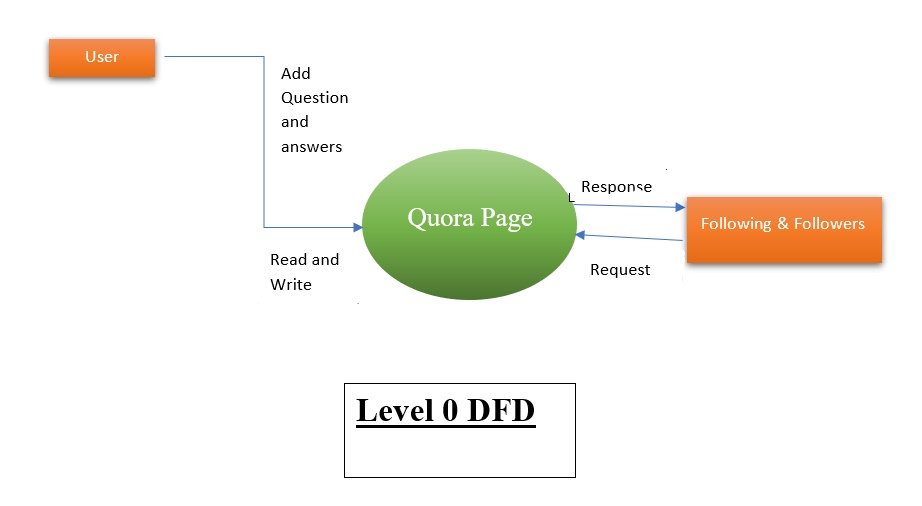 User
Add
Question
and
answers
Read and
Write
Quora Page
Response
Request
Following & Followers
Level 0 DFD